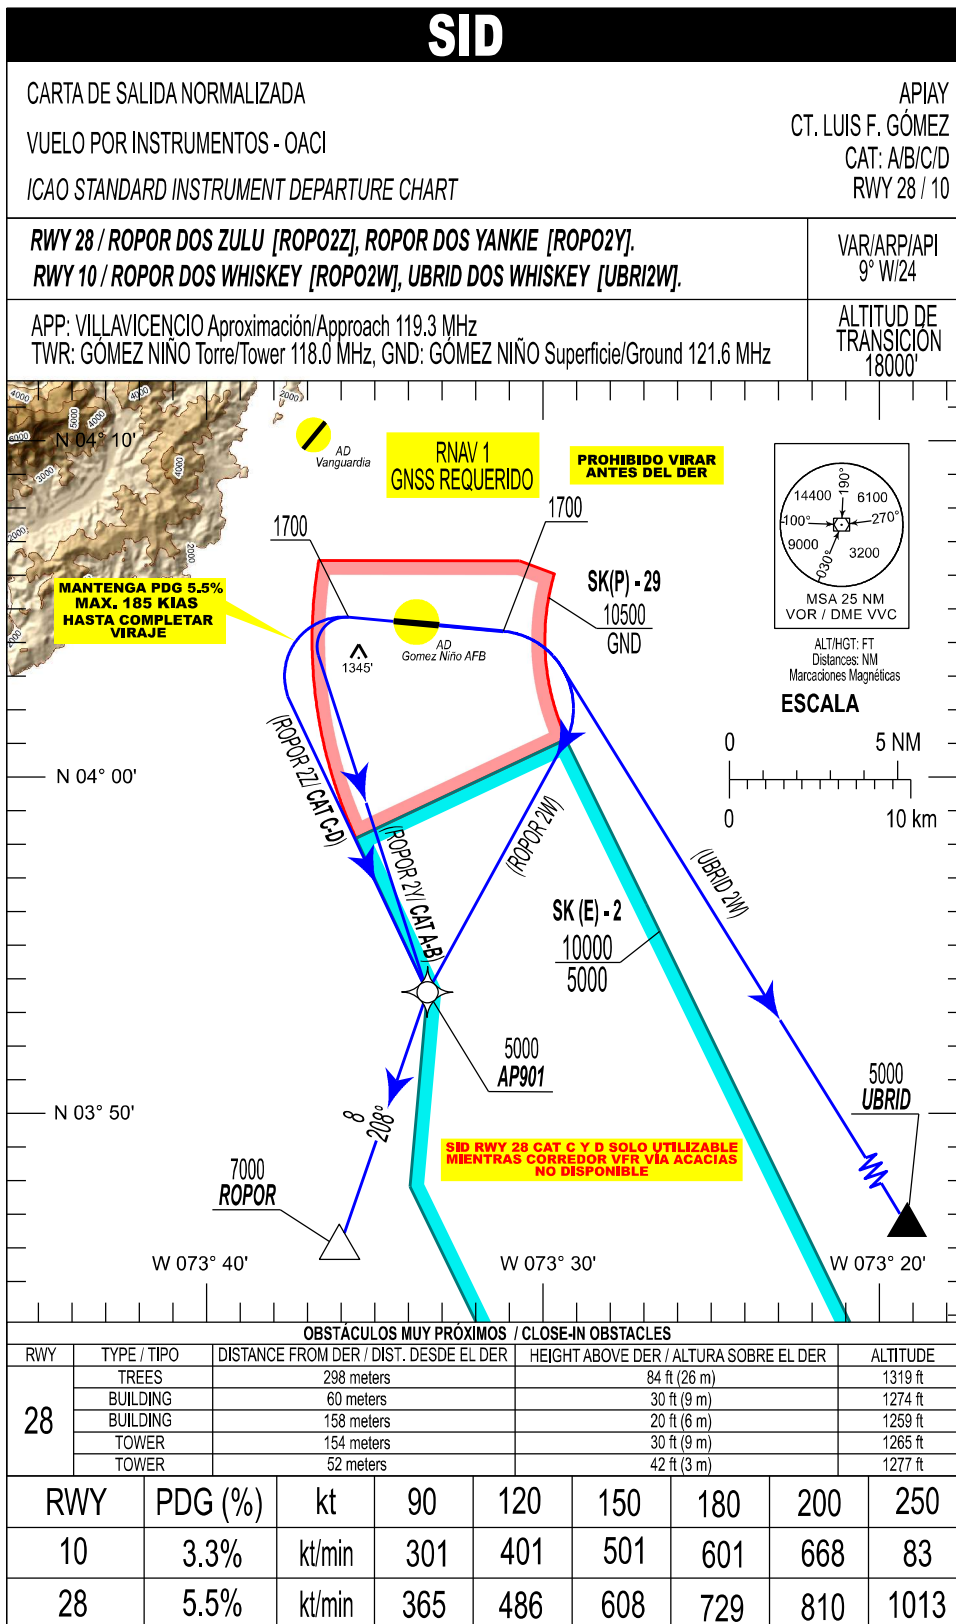 SID
CARTA DE SALIDA NORMALIZADA
VUELO POR INSTRUMENTOS - OACI
ICAO STANDARD INSTRUMENT DEPARTURE CHART
APIAY
CT. LUIS F. GÓMEZ
CAT: A/B/C/D
RWY 28 / 10
RWY 28 / ROPOR DOS ZULU [ROPO2Z], ROPOR DOS YANKIE [ROPO2Y].
RWY 10 / ROPOR DOS WHISKEY [ROPO2W], UBRID DOS WHISKEY [UBRI2W].
VAR/ARP/API
9° W/24
APP: VILLAVICENCIO Aproximación/Approach 119.3 MHz
TWR: GÓMEZ NIÑO Torre/Tower 118.0 MHz, GND: GÓMEZ NIÑO Superficie/Ground 121.6 MHz
ALTITUD DE
TRANSICIÓN
18000'
4000
5000
4000
4000
2000
6000
3000
4000
2000
2000
2000
N 04° 10'
AD
Vanguardia
RNAV 1
GNSS REQUERIDO
PROHIBIDO VIRAR
ANTES DEL DER
190°
14400
6100
100°
270°
9000
3200
030°
MSA 25 NM
VOR / DME VVC
ALT/HGT: FT
Distances: NM
Marcaciones Magnéticas
ESCALA
0
5 NM
0
10 km
1700
1700
MANTENGA PDG 5.5%
MAX. 185 KIAS
HASTA COMPLETAR
VIRAJE
SK(P) - 29
10500
GND
AD
Gomez Niño AFB
1345'
N 04° 00'
(ROPOR 2Z/ CAT C-D)
(ROPOR 2Y/ CAT A-B)
(ROPOR 2W)
(UBRID 2W)
SK (E) - 2
10000
5000
5000
AP901
N 03° 50'
8
208°
5000
UBRID
SID RWY 28 CAT C Y D SOLO UTILIZABLE
MIENTRAS CORREDOR VFR VÍA ACACIAS
NO DISPONIBLE
7000
ROPOR
W 073° 40'
W 073° 30'
W 073° 20'
OBSTÁCULOS MUY PRÓXIMOS / CLOSE-IN OBSTACLES
RWY TYPE / TIPO DISTANCE FROM DER / DIST. DESDE EL DER HEIGHT ABOVE DER / ALTURA SOBRE EL DER ALTITUDE
28
TREES 298 meters 84 ft (26 m) 1319 ft
BUILDING 60 meters 30 ft (9 m) 1274 ft
BUILDING 158 meters 20 ft (6 m) 1259 ft
TOWER 154 meters 30 ft (9 m) 1265 ft
TOWER 52 meters 42 ft (3 m) 1277 ft
RWY PDG (%) kt 90 120 150 180 200 250
10 3.3% kt/min 301 401 501 601 668 83
28 5.5% kt/min 365 486 608 729 810 1013